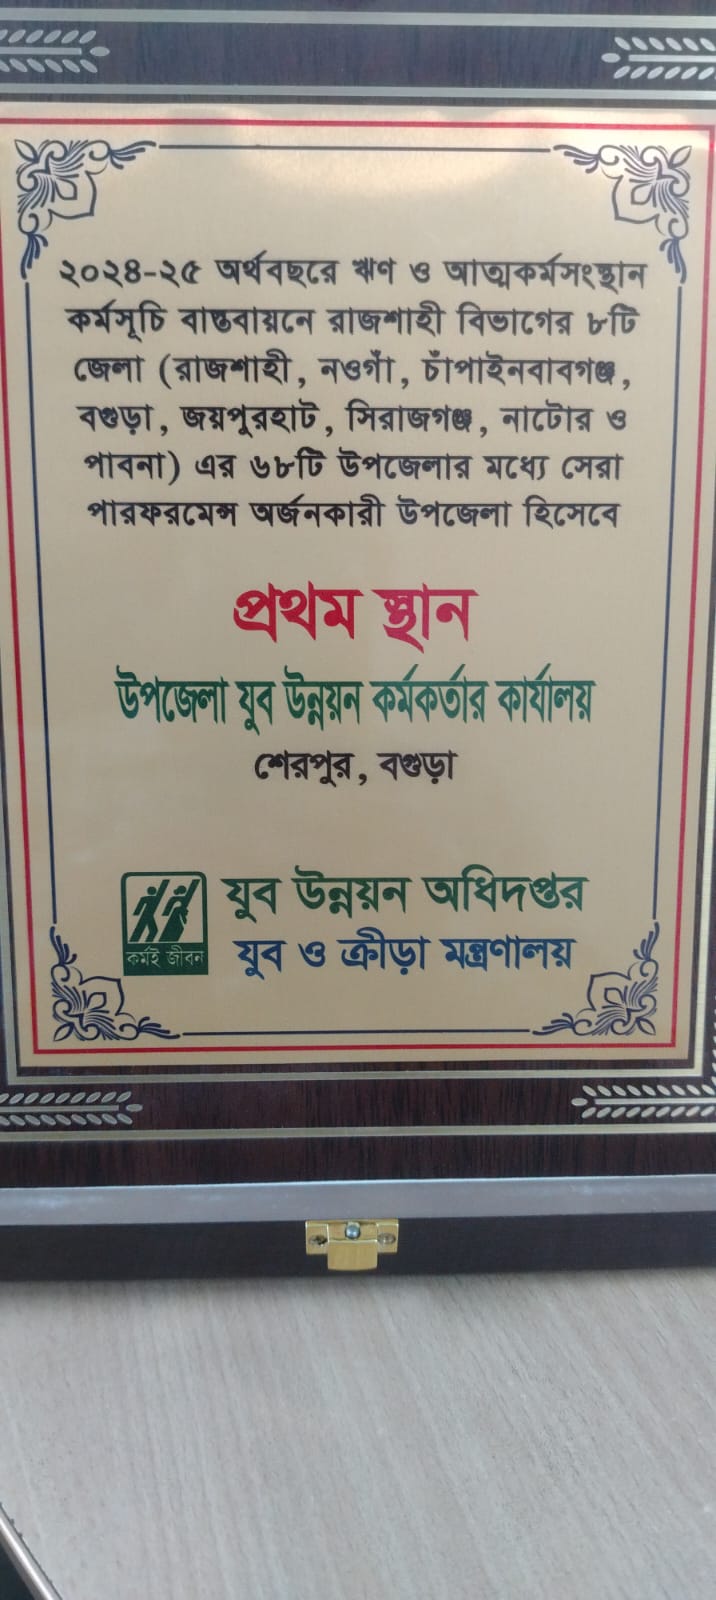 ২০২৪-২৫ অর্থবছরে ঋণ ও আত্মকর্মসংস্থান
কর্মসূচি বাস্তবায়নে রাজশাহী বিভাগের ৮টি
জেলা (রাজশাহী, নওগাঁ, চাঁপাইনবাবগঞ্জ,
বগুড়া, জয়পুরহাট, সিরাজগঞ্জ, নাটোর ও
পাবনা) এর ৬৮টি উপজেলার মধ্যে সেরা
পারফরমেন্স অর্জনকারী উপজেলা হিসেবে
প্রথম স্থান
উপজেলা যুব উন্নয়ন কর্মকর্তার কার্যালয়
শেরপুর, বগুড়া
যুব উন্নয়ন অধিদপ্তর
যুব ও ক্রীড়া মন্ত্রণালয়
কর্মই জীবন